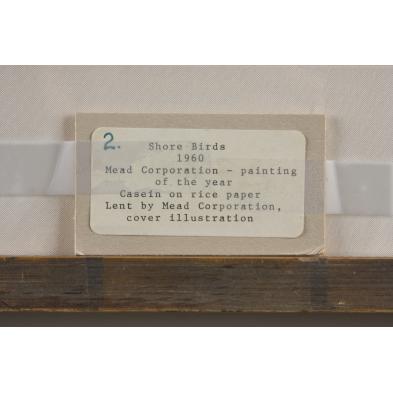 2.
Shore Birds
1960
Mead Corporation - painting
of the year
Casein on rice paper
Lent by Mead Corporation,
cover illustration